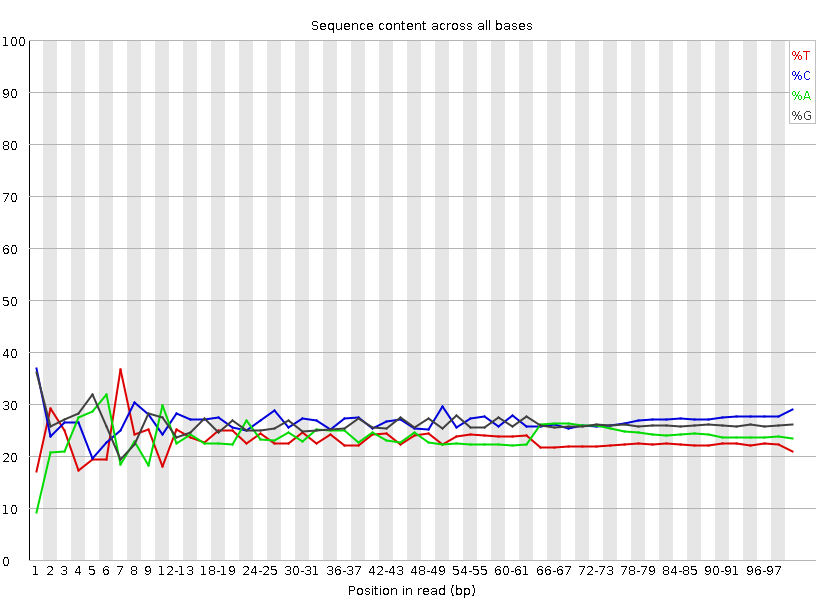 Sequence content across all bases
100
90
80
70
60
50
40
30
20
10
0
%T
%C
%A
%G
1 2 3 4 5 6 7 8 9 12-13 18-19 24-25 30-31 36-37 42-43 48-49 54-55 60-61 66-67 72-73 78-79 84-85 90-91 96-97
Position in read (bp)